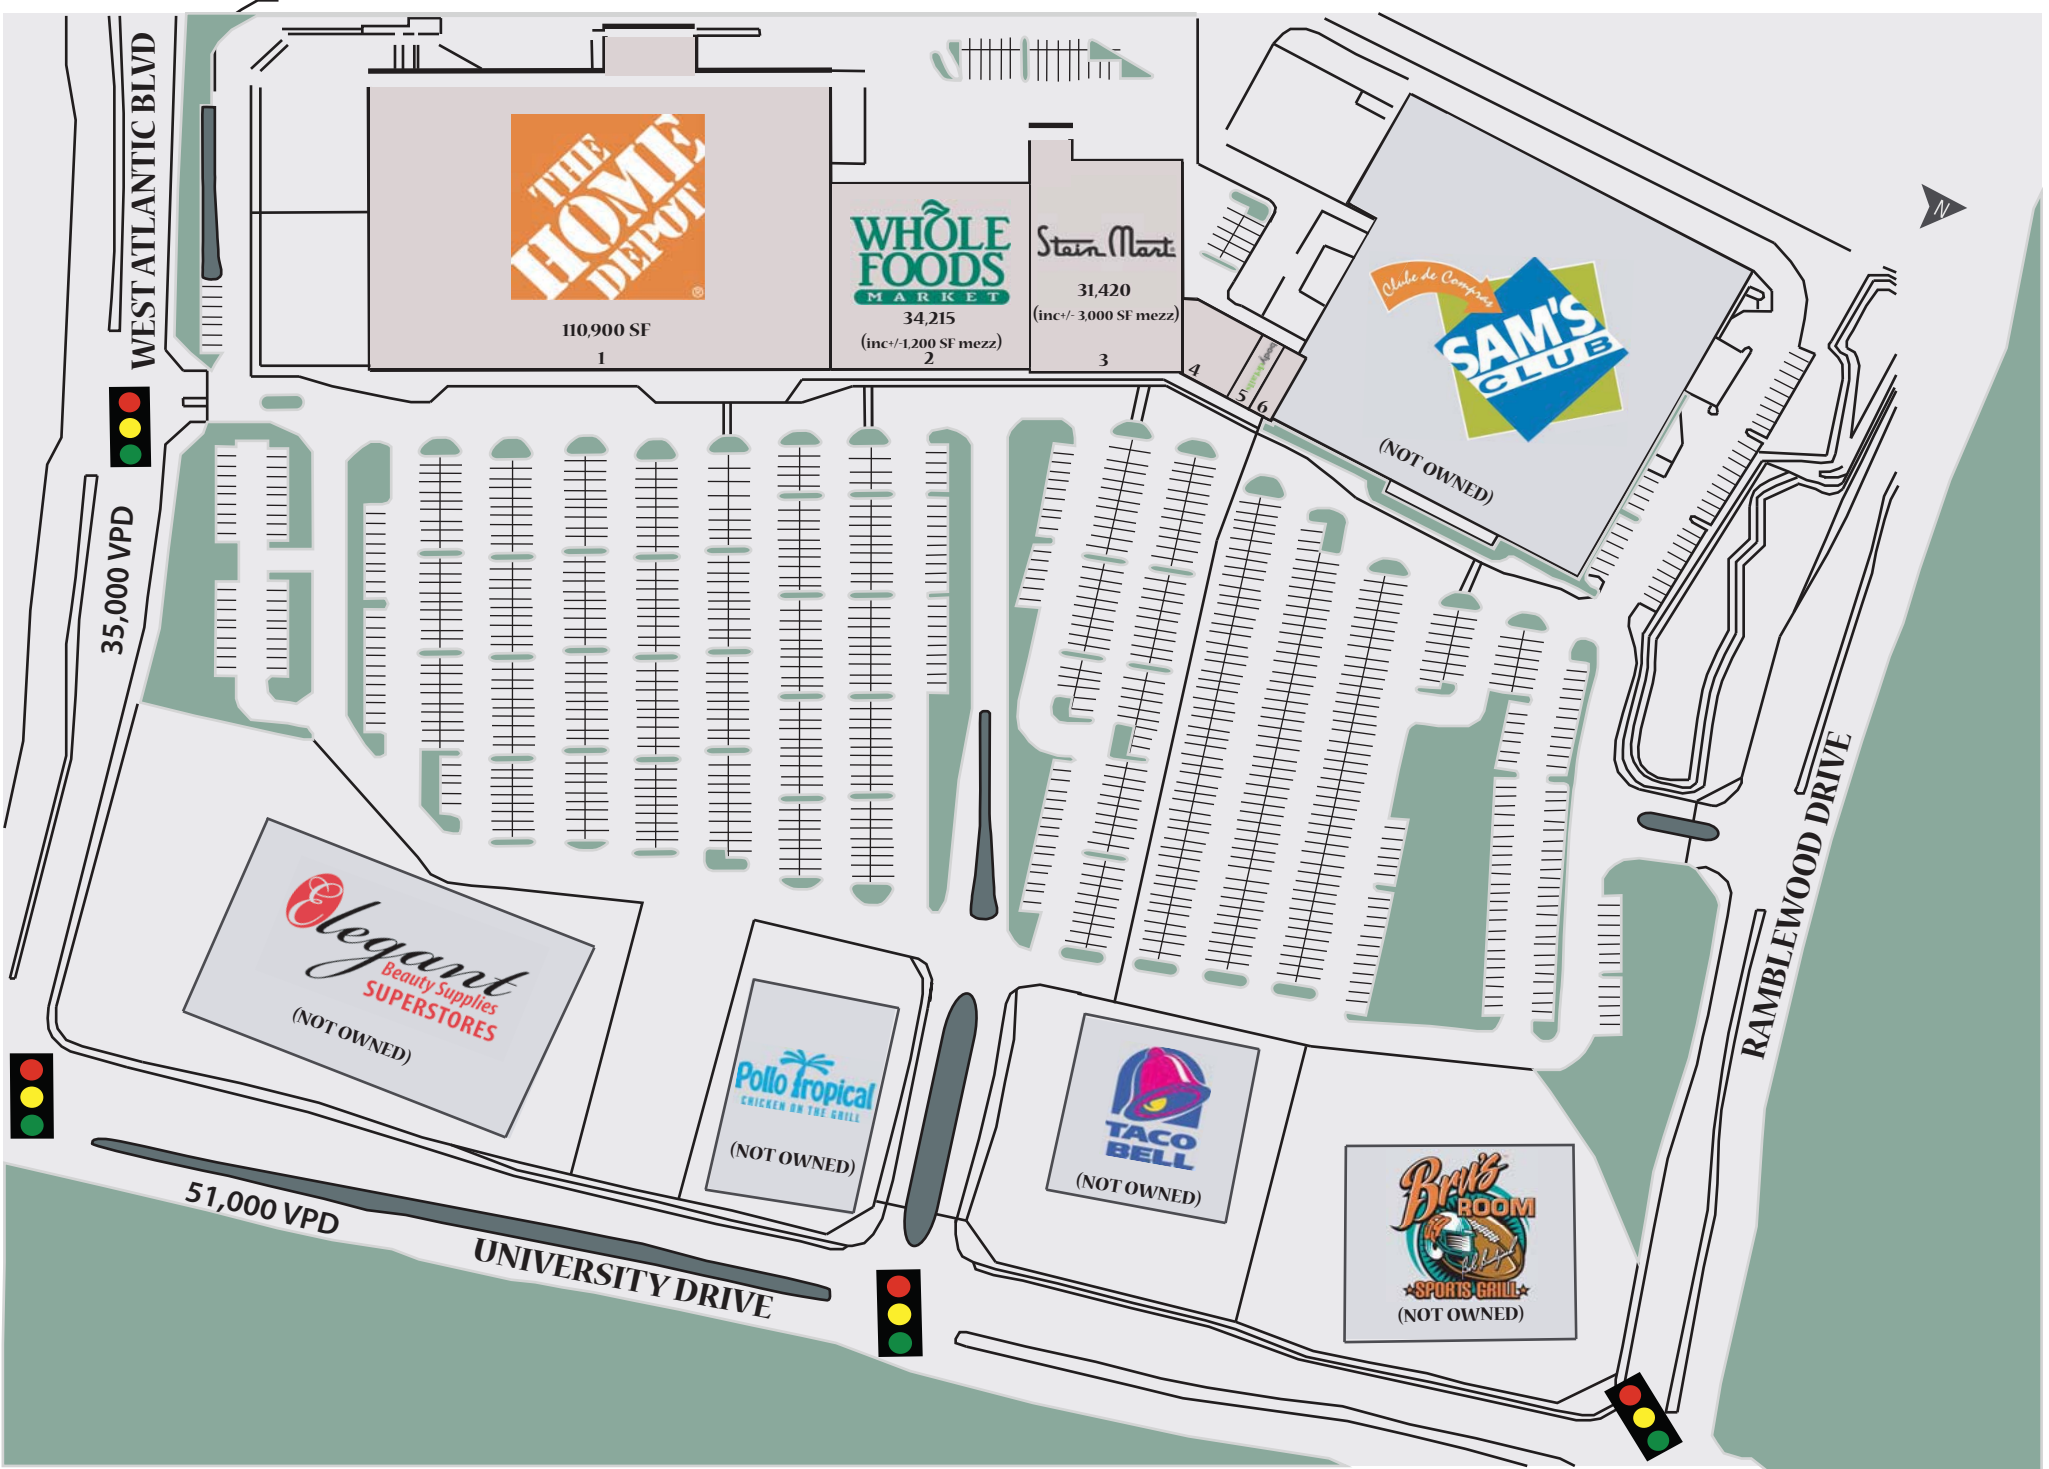 WEST ATLANTIC BLVD
35,000 VPD
THE
HOME
DEPOT
®
110,900 SF
1
WHOLE
FOODS
MARKET
34,215
(inc+/-1,200 SF mezz)
2
Stein Mart
31,420
(inc+/- 3,000 SF mezz)
3
4
5
6
Clube de Compras
SAM'S
CLUB
(NOT OWNED)
N
RAMBLEWOOD DRIVE
Elegant
Beauty Supplies
SUPERSTORES
(NOT OWNED)
Pollo Tropical
CHICKEN ON THE GRILL
(NOT OWNED)
TACO
BELL
(NOT OWNED)
Bru's
ROOM
SPORTS GRILL
(NOT OWNED)
51,000 VPD
UNIVERSITY DRIVE